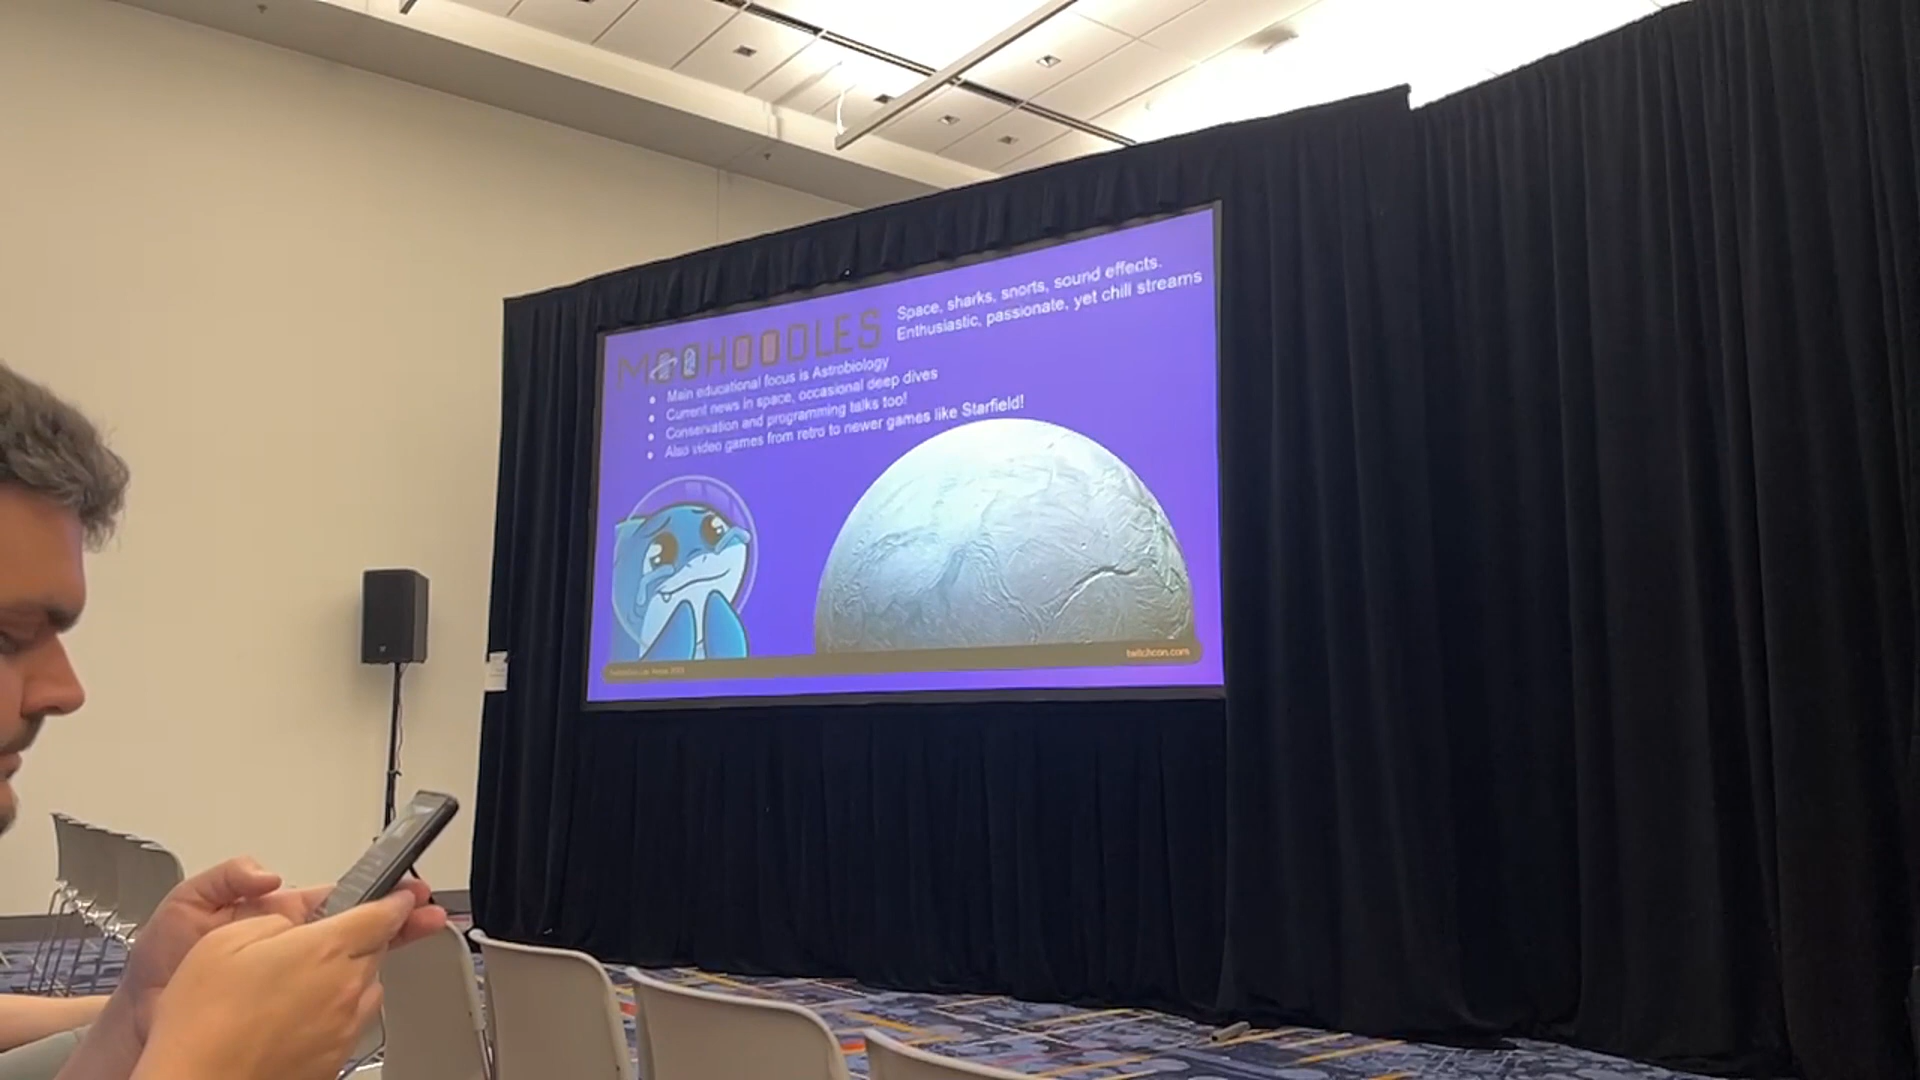 MOOHOODLES
Space, sharks, snorts, sound effects.
Enthusiastic, passionate, yet chill streams
Main educational focus is Astrobiology
Current news in space, occasional deep dives
Conservation and programming talks too!
Also video games from retro to newer games like Starfield!
twitchcon.com